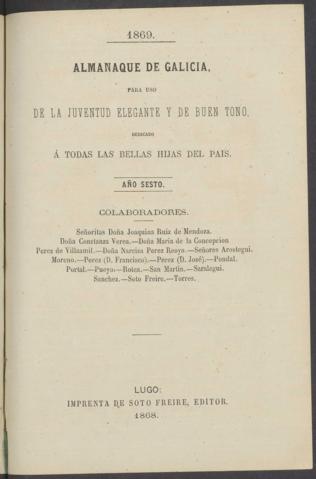 1869.
ALMANAQUE DE GALICIA,
PARA USO
DE LA JUVENTUD ELEGANTE Y DE BUEN TONO,
DEDICADO
Á TODAS LAS BELLAS HIJAS DEL PAIS.
AÑO SESTO.
COLABORADORES.
Señoritas Doña Joaquina Ruiz de Mendoza.
Doña Constanza Verea.—Doña Maria de la Concepcion
Perez de Villaamil.—Doña Narcisa Perez Reoyo.—Señores Arostegui.
Moreno.—Perez (D. Francisco).—Perez (D. José).—Pondal.
Portal.—Pueyo.—Rotea.—San Martin.—Saralegui.
Sanchez.—Soto Freire.—Torres.
LUGO:
IMPRENTA DE SOTO FREIRE, EDITOR.
1868.